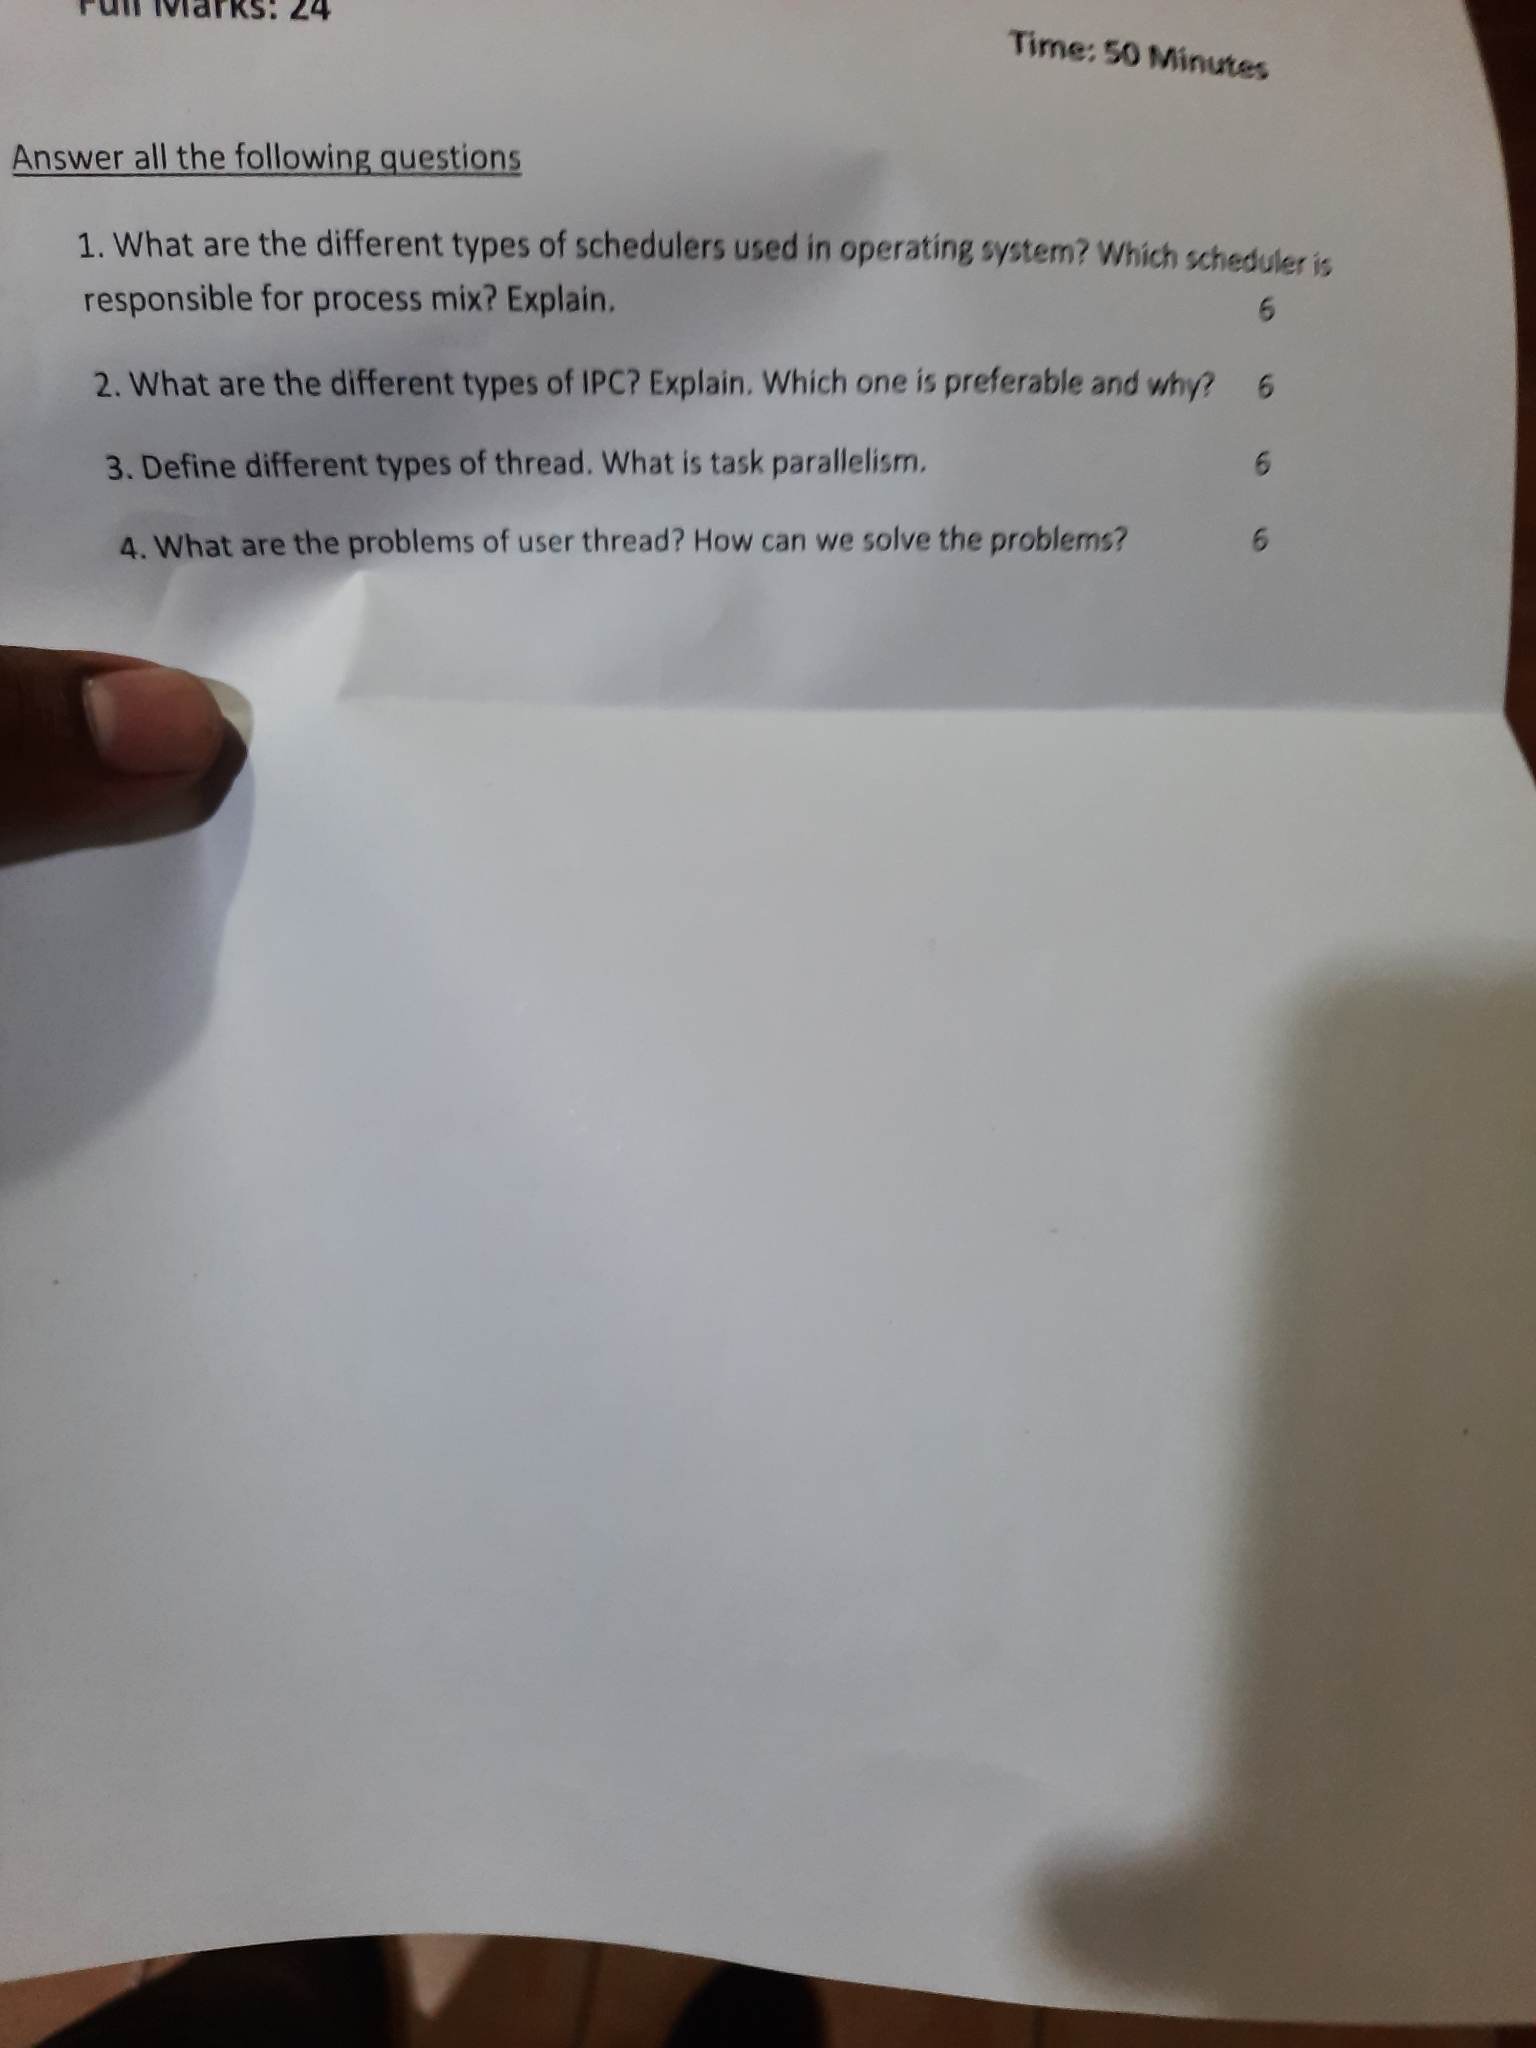 Full Marks: 24
Time: 50 Minutes
Answer all the following questions
1. What are the different types of schedulers used in operating system? Which scheduler is
responsible for process mix? Explain. 6
2. What are the different types of IPC? Explain. Which one is preferable and why? 6
3. Define different types of thread. What is task parallelism. 6
4. What are the problems of user thread? How can we solve the problems? 6